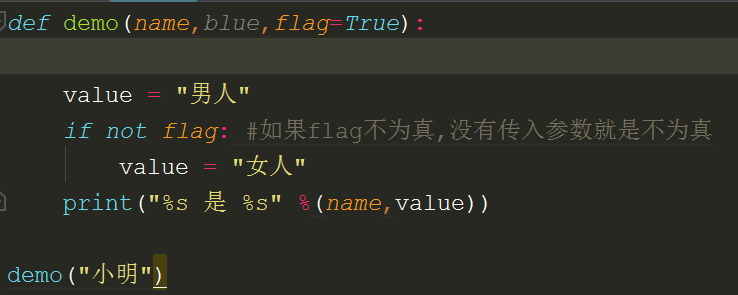 def demo(name,blue,flag=True):
    value = "男人"
    if not flag: #如果flag不为真,没有传入参数就是不为真
        value = "女人"
    print("%s 是 %s" %(name,value))
demo("小明")